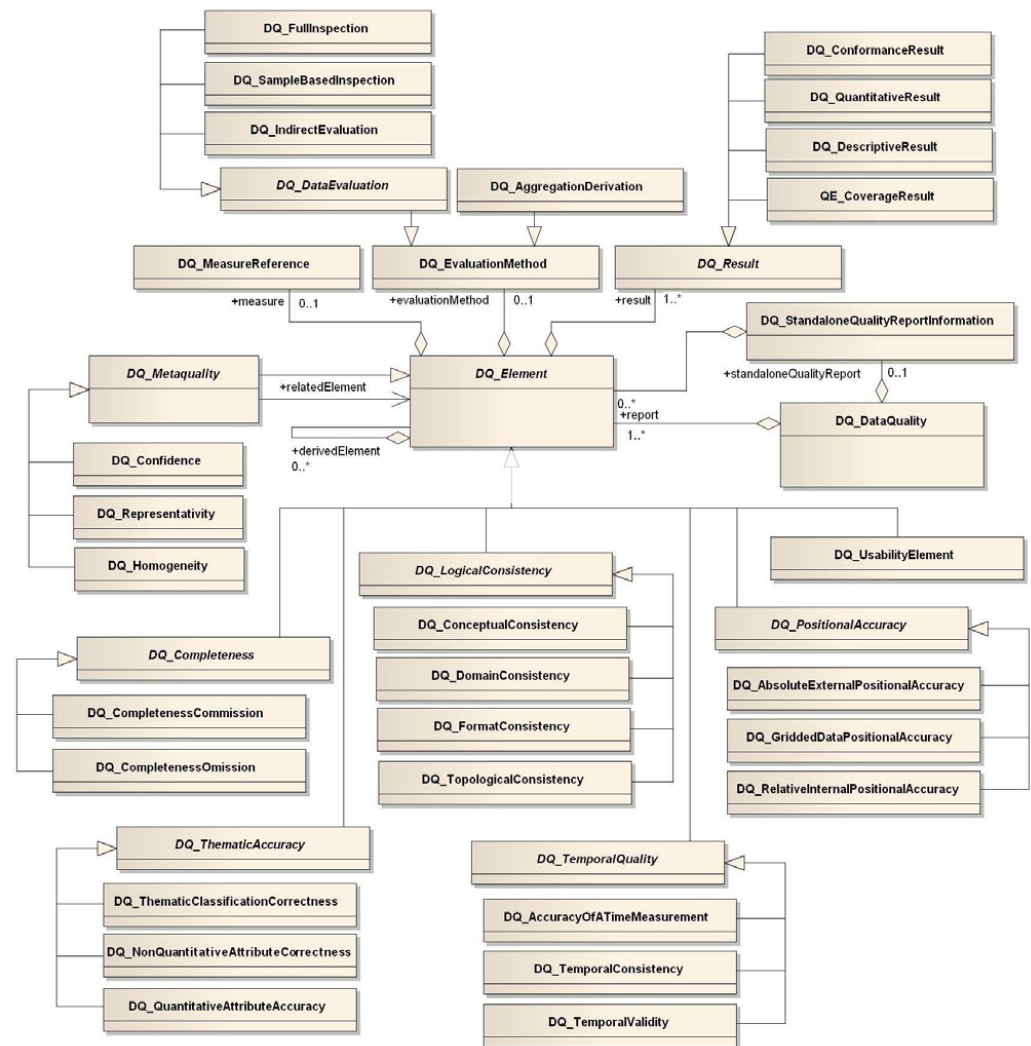 DQ_FullInspection
DQ_SampleBasedInspection
DQ_IndirectEvaluation
DQ_DataEvaluation
DQ_AggregationDerivation
DQ_ConformanceResult
DQ_QuantitativeResult
DQ_DescriptiveResult
QE_CoverageResult
DQ_MeasureReference
DQ_EvaluationMethod
DQ_Result
+measure
0..1
+evaluationMethod
0..1
+result
1..*
DQ_StandaloneQualityReportInformation
+standaloneQualityReport
0..1
DQ_Metaquality
+relatedElement
DQ_Element
0..*
+report
1..*
DQ_DataQuality
+derivedElement
0..*
DQ_Confidence
DQ_Representativity
DQ_Homogeneity
DQ_LogicalConsistency
DQ_ConceptualConsistency
DQ_DomainConsistency
DQ_FormatConsistency
DQ_TopologicalConsistency
DQ_UsabilityElement
DQ_PositionalAccuracy
DQ_AbsoluteExternalPositionalAccuracy
DQ_GriddedDataPositionalAccuracy
DQ_RelativeInternalPositionalAccuracy
DQ_Completeness
DQ_CompletenessCommission
DQ_CompletenessOmission
DQ_ThematicAccuracy
DQ_ThematicClassificationCorrectness
DQ_NonQuantitativeAttributeCorrectness
DQ_QuantitativeAttributeAccuracy
DQ_TemporalQuality
DQ_AccuracyOfATimeMeasurement
DQ_TemporalConsistency
DQ_TemporalValidity